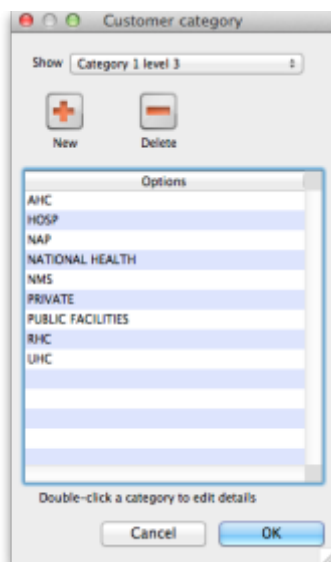 Customer category
Show Category 1 level 3
New Delete
Options
AHC
HOSP
NAP
NATIONAL HEALTH
NMS
PRIVATE
PUBLIC FACILITIES
RHC
UHC
Double-click a category to edit details
Cancel OK